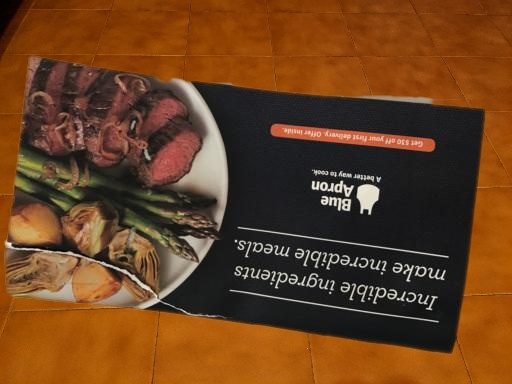 Incredible ingredients
make incredible meals.
Blue
Apron
A better way to cook.
Get $30 off your first delivery. Offer inside.